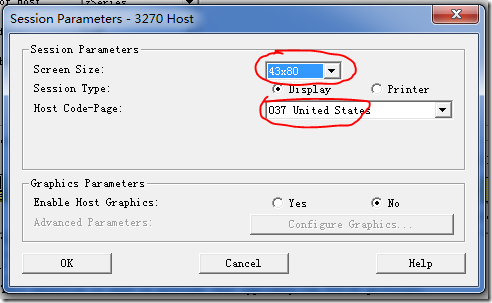 Session Parameters - 3270 Host
Session Parameters
Screen Size: 43x80
Session Type: Display Printer
Host Code-Page: 037 United States
Graphics Parameters
Enable Host Graphics: Yes No
Advanced Parameters: Configure Graphics...
OK Cancel Help